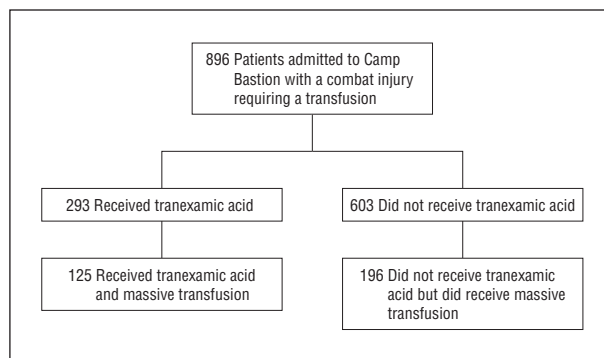 896 Patients admitted to Camp
Bastion with a combat injury
requiring a transfusion
293 Received tranexamic acid
603 Did not receive tranexamic acid
125 Received tranexamic acid
and massive transfusion
196 Did not receive tranexamic
acid but did receive massive
transfusion